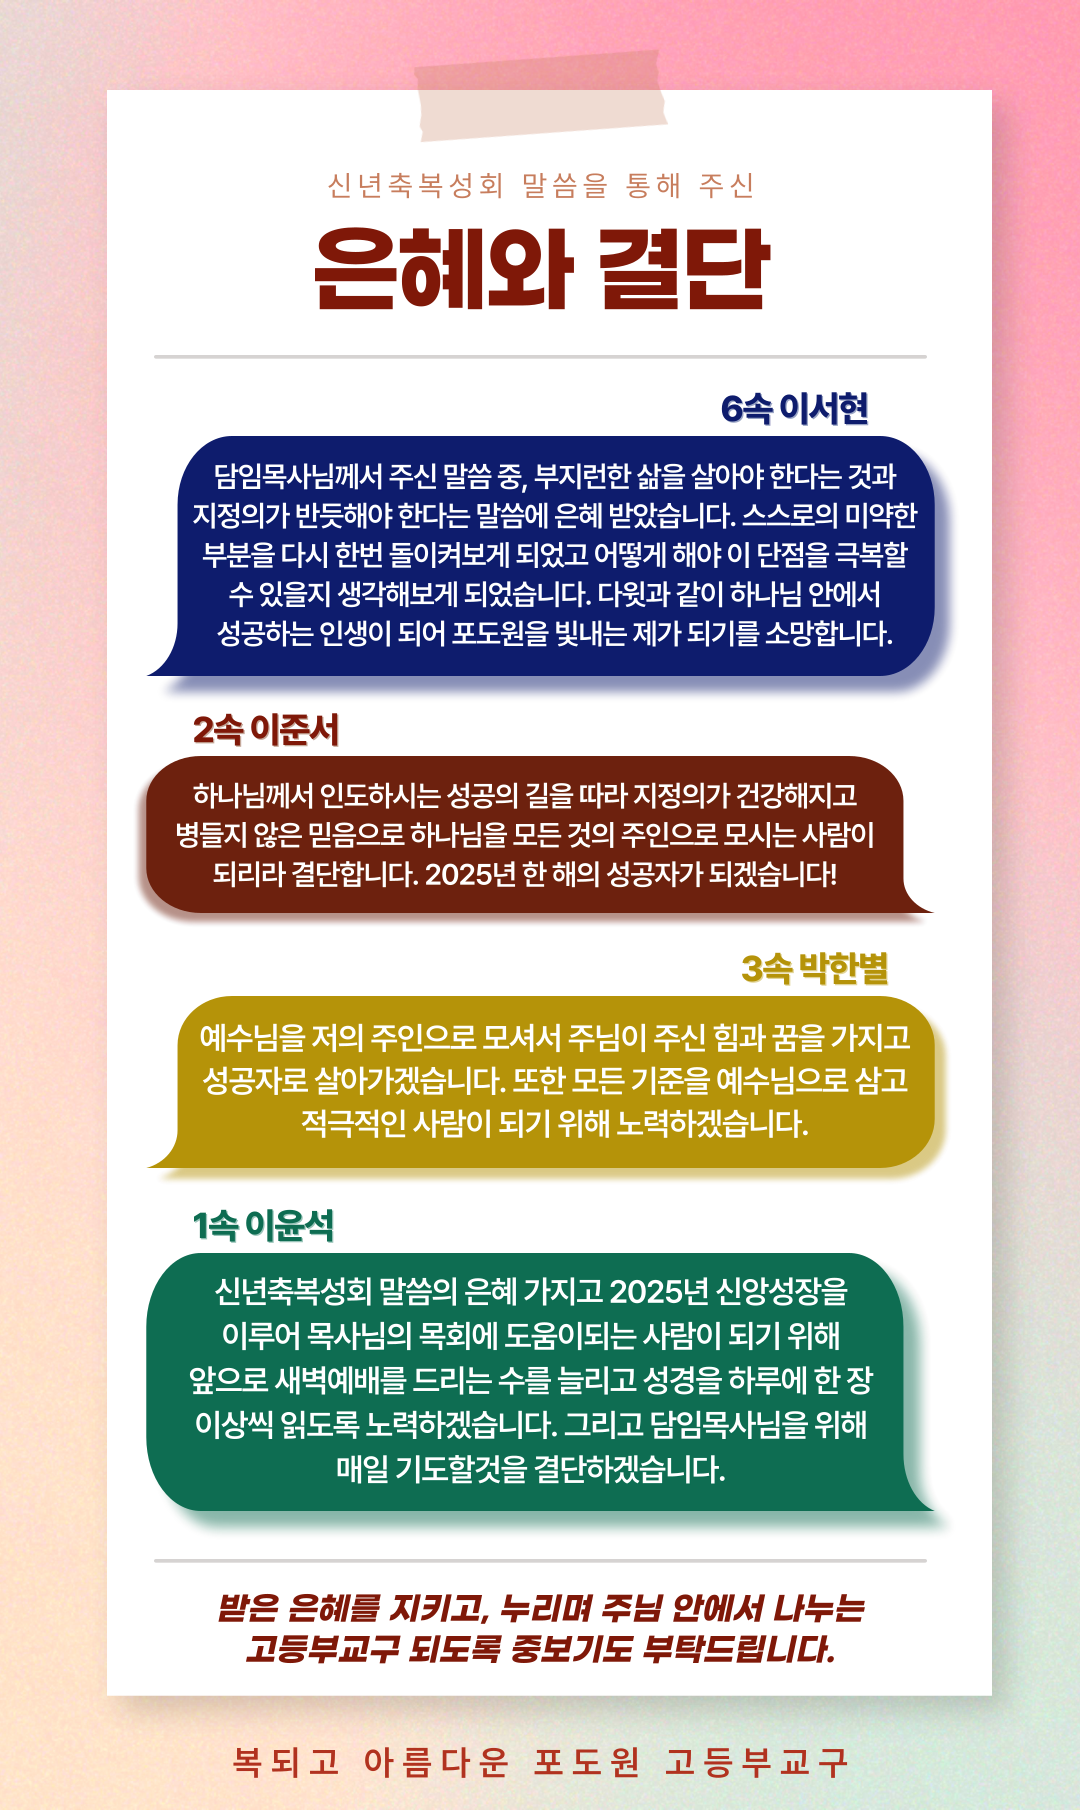 신년축복성회 말씀을 통해 주신
은혜와 결단
6속 이서현
담임목사님께서 주신 말씀 중, 부지런한 삶을 살아야 한다는 것과
지정의가 반듯해야 한다는 말씀에 은혜 받았습니다. 스스로의 미약한
부분을 다시 한번 돌이켜보게 되었고 어떻게 해야 이 단점을 극복할
수 있을지 생각해보게 되었습니다. 다윗과 같이 하나님 안에서
성공하는 인생이 되어 포도원을 빛내는 제가 되기를 소망합니다.
2속 이준서
하나님께서 인도하시는 성공의 길을 따라 지정의가 건강해지고
병들지 않은 믿음으로 하나님을 모든 것의 주인으로 모시는 사람이
되리라 결단합니다. 2025년 한 해의 성공자가 되겠습니다!
3속 박한별
예수님을 저의 주인으로 모셔서 주님이 주신 힘과 꿈을 가지고
성공자로 살아가겠습니다. 또한 모든 기준을 예수님으로 삼고
적극적인 사람이 되기 위해 노력하겠습니다.
1속 이윤석
신년축복성회 말씀의 은혜 가지고 2025년 신앙성장을
이루어 목사님의 목회에 도움이되는 사람이 되기 위해
앞으로 새벽예배를 드리는 수를 늘리고 성경을 하루에 한 장
이상씩 읽도록 노력하겠습니다. 그리고 담임목사님을 위해
매일 기도할것을 결단하겠습니다.
받은 은혜를 지키고, 누리며 주님 안에서 나누는
고등부교구 되도록 중보기도 부탁드립니다.
복되고 아름다운 포도원 고등부교구